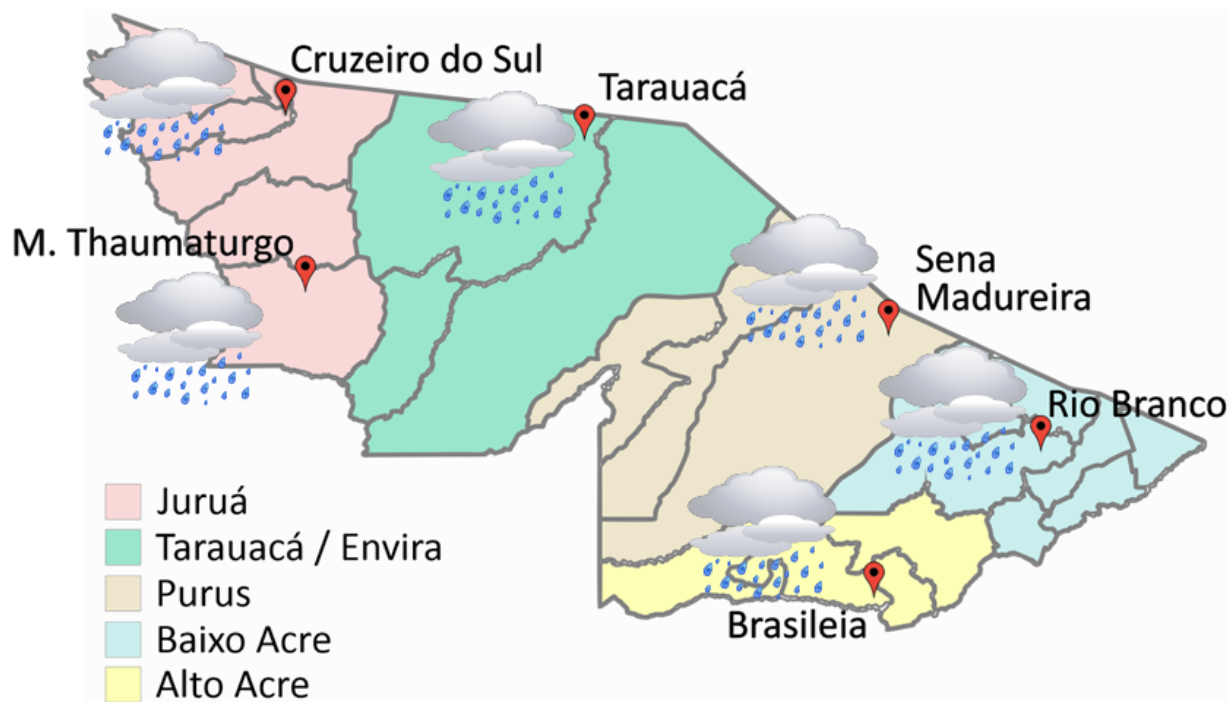 Cruzeiro do Sul
Tarauacá
M. Thaumaturgo
Sena
Madureira
Rio Branco
Brasileia
Juruá
Tarauacá / Envira
Purus
Baixo Acre
Alto Acre